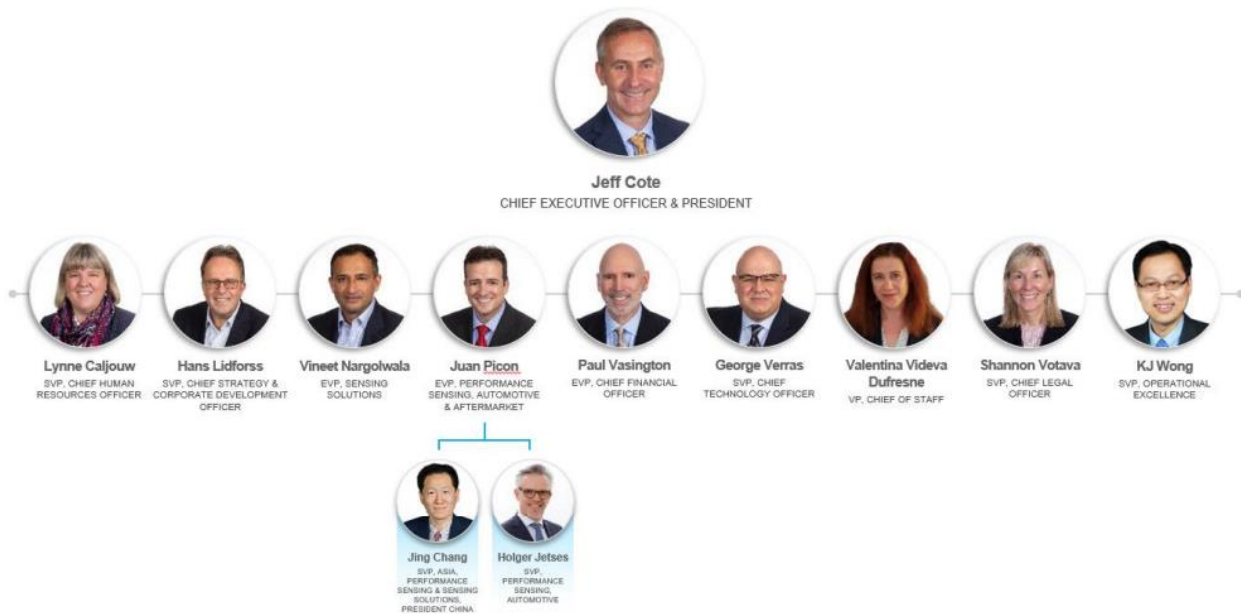 Jeff Cote
CHIEF EXECUTIVE OFFICER & PRESIDENT
Lynne Caljouw
SVP, CHIEF HUMAN
RESOURCES OFFICER
Hans Lidforss
SVP, CHIEF STRATEGY &
CORPORATE DEVELOPMENT
OFFICER
Vineet Nargolwala
EVP, SENSING
SOLUTIONS
Juan Picon
EVP, PERFORMANCE
SENSING, AUTOMOTIVE
& AFTERMARKET
Paul Vasington
EVP, CHIEF FINANCIAL
OFFICER
George Verras
SVP, CHIEF
TECHNOLOGY OFFICER
Valentina Videva
Dufresne
VP, CHIEF OF STAFF
Shannon Votava
SVP, CHIEF LEGAL
OFFICER
KJ Wong
SVP, OPERATIONAL
EXCELLENCE
Jing Chang
SVP, ASIA,
PERFORMANCE
SENSING & SENSING
SOLUTIONS,
PRESIDENT CHINA
Holger Jetses
SVP,
PERFORMANCE
SENSING,
AUTOMOTIVE